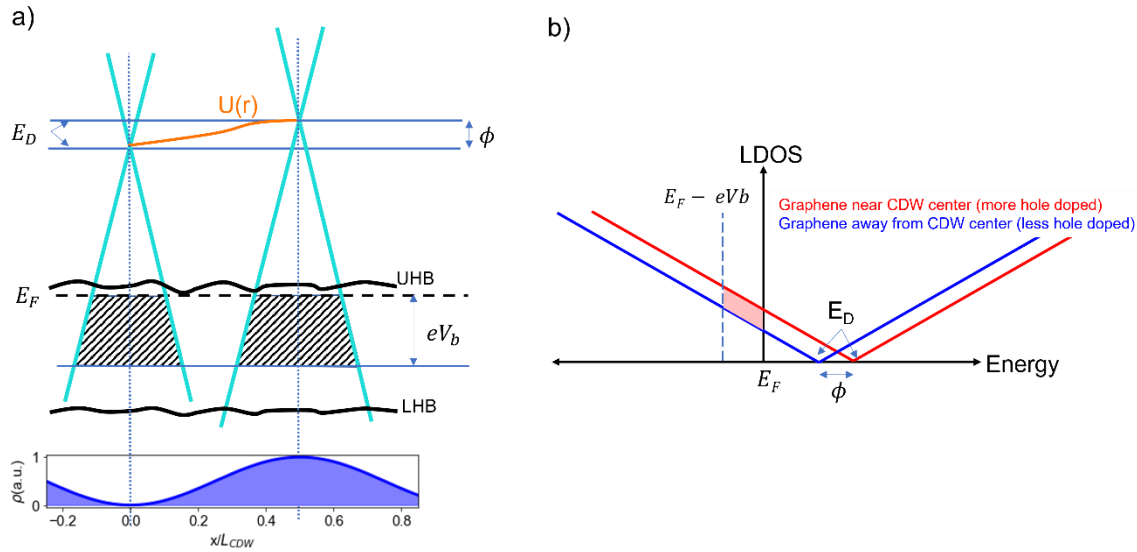 a)
U(r)
E_D
ϕ
UHB
E_F
eV_b
LHB
ρ(a.u.)
1
0
−0.2
0.0
0.2
0.4
0.6
0.8
x/L_CDW
b)
LDOS
E_F − eVb
Graphene near CDW center (more hole doped)
Graphene away from CDW center (less hole doped)
E_D
Energy
E_F
ϕ